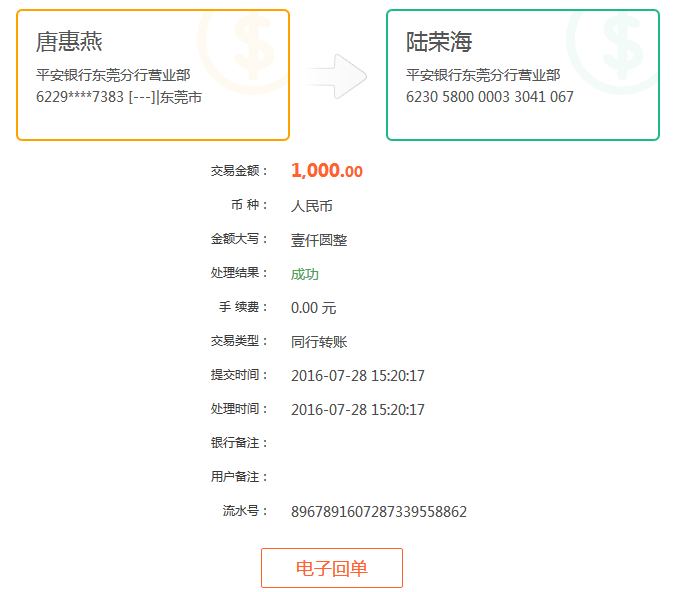 唐惠燕
平安银行东莞分行营业部
6229****7383 [---]|东莞市
陆荣海
平安银行东莞分行营业部
6230 5800 0003 3041 067
交易金额： 1,000.00
币 种： 人民币
金额大写： 壹仟圆整
处理结果： 成功
手 续费： 0.00 元
交易类型： 同行转账
提交时间： 2016-07-28 15:20:17
处理时间： 2016-07-28 15:20:17
银行备注：
用户备注：
流水号： 8967891607287339558862
电子回单